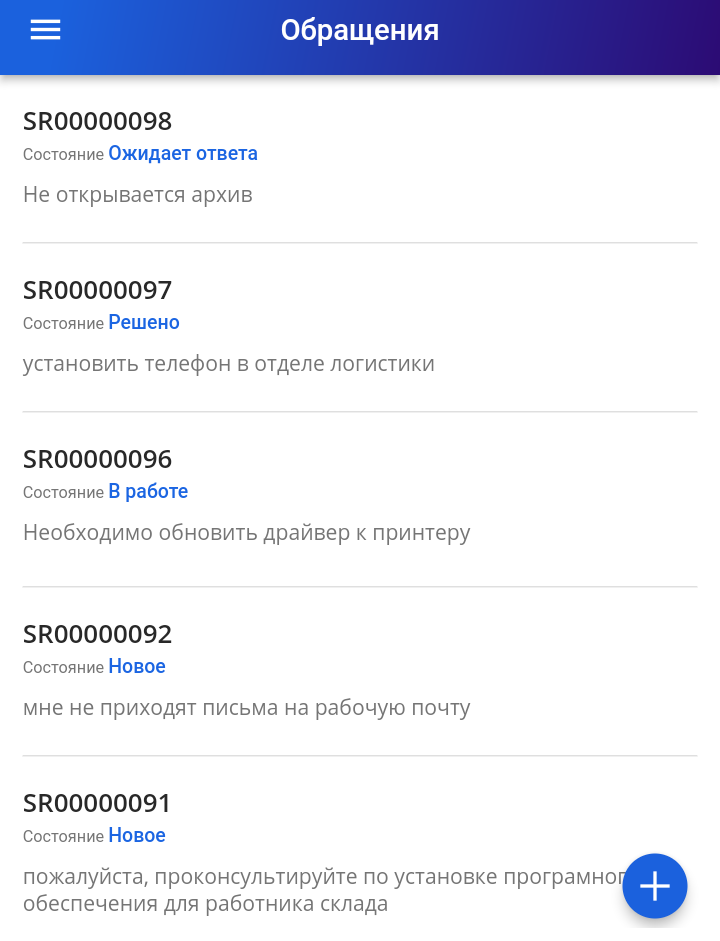 Обращения
SR00000098
Состояние Ожидает ответа
Не открывается архив
SR00000097
Состояние Решено
установить телефон в отделе логистики
SR00000096
Состояние В работе
Необходимо обновить драйвер к принтеру
SR00000092
Состояние Новое
мне не приходят письма на рабочую почту
SR00000091
Состояние Новое
пожалуйста, проконсультируйте по установке
обеспечения для работника склада